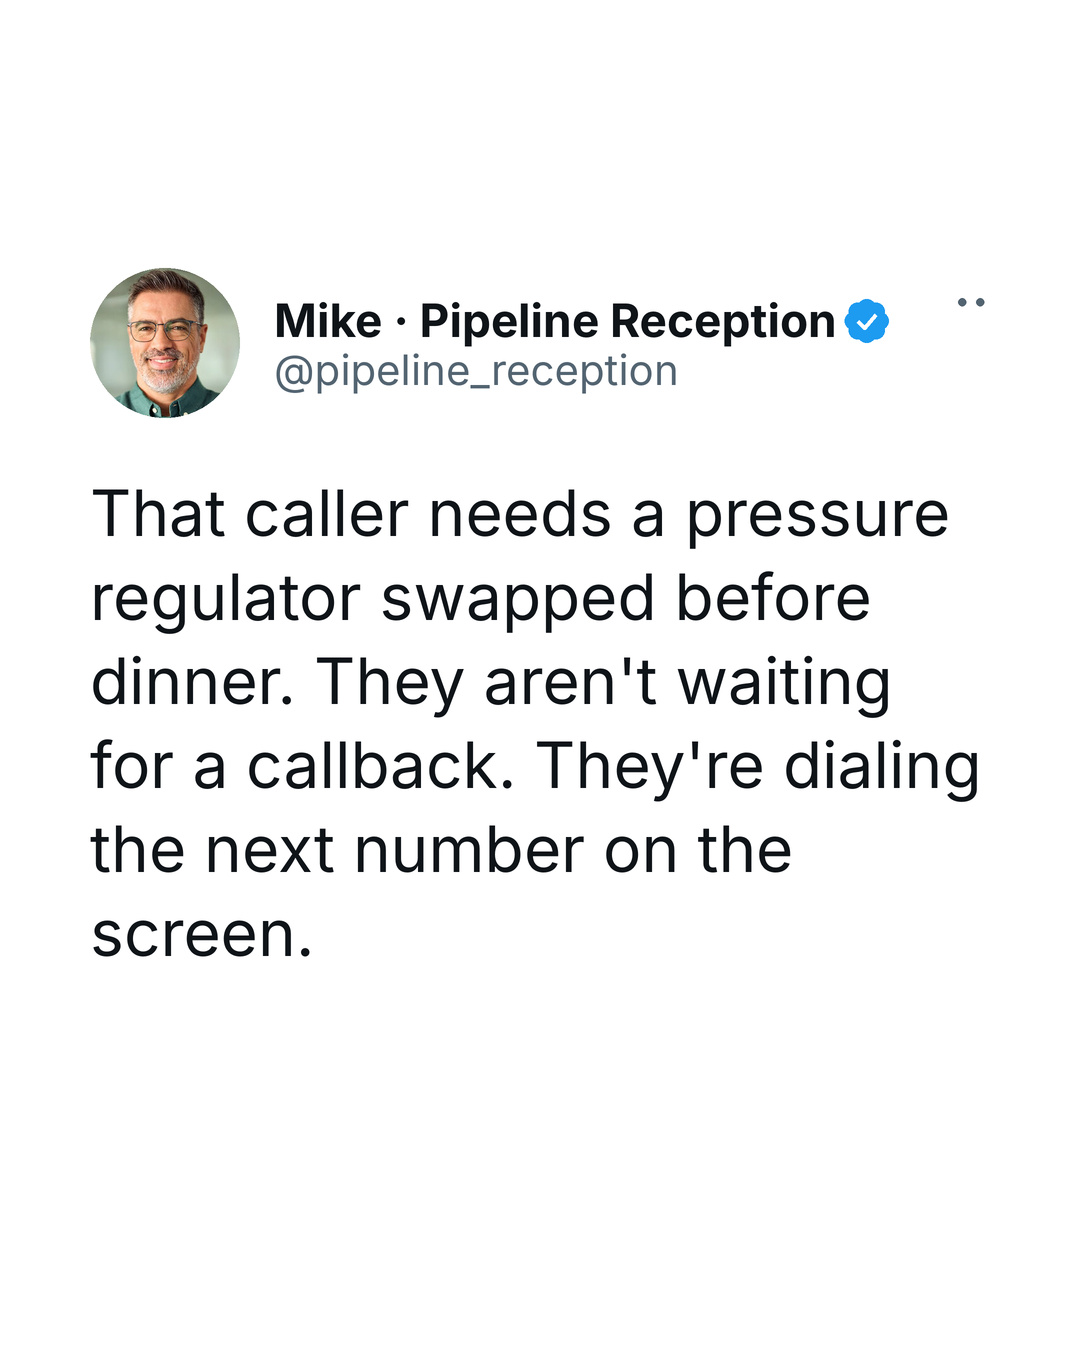 Mike · Pipeline Reception
@pipeline_reception
That caller needs a pressure
regulator swapped before
dinner. They aren't waiting
for a callback. They're dialing
the next number on the
screen.